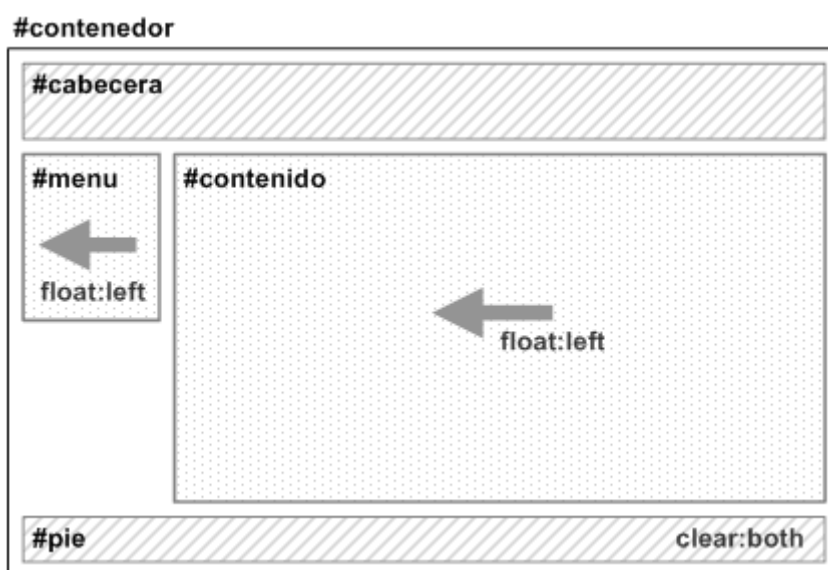 #contenedor
#cabecera
#menu
float:left
#contenido
float:left
#pie
clear:both